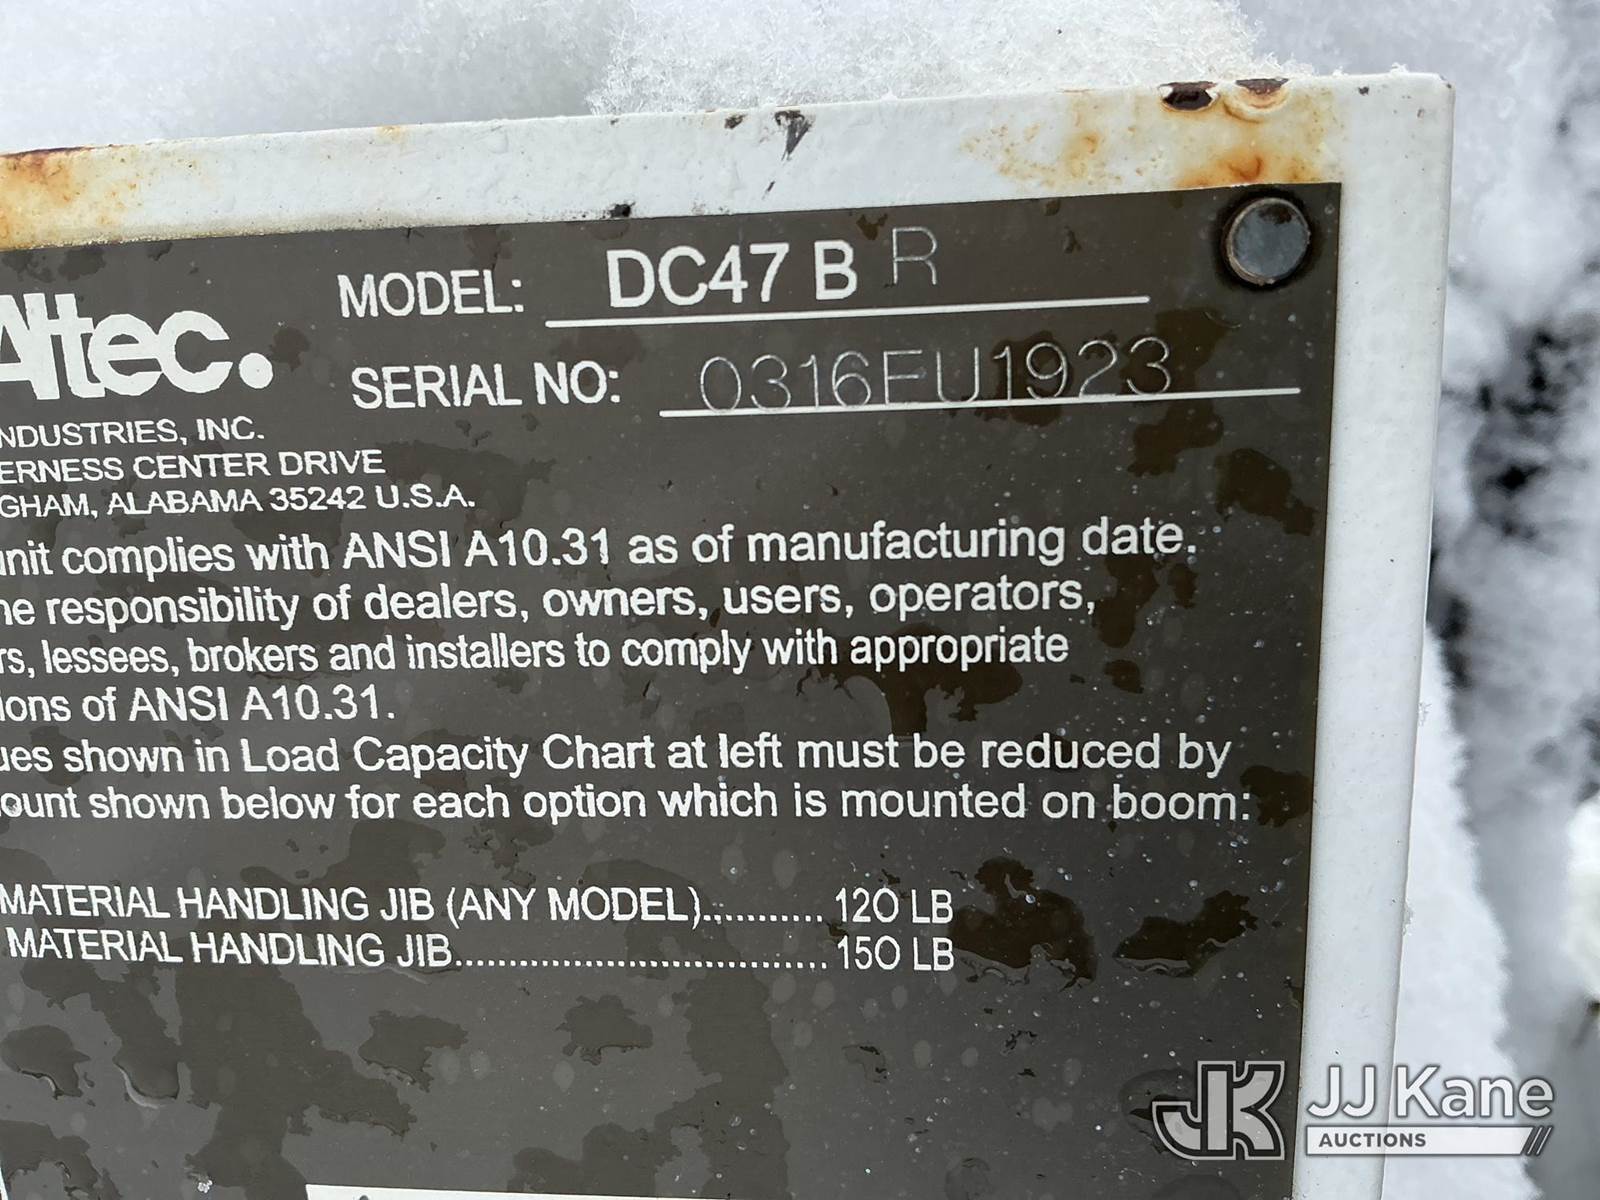 Altec.
MODEL: DC47 B R
SERIAL NO: 0316EU1923
INDUSTRIES, INC.
ERNESS CENTER DRIVE
GHAM, ALABAMA 35242 U.S.A.
unit complies with ANSI A10.31 as of manufacturing date.
he responsibility of dealers, owners, users, operators,
rs, lessees, brokers and installers to comply with appropriate
ions of ANSI A10.31.
ues shown in Load Capacity Chart at left must be reduced by
ount shown below for each option which is mounted on boom:
MATERIAL HANDLING JIB (ANY MODEL)............ 120 LB
MATERIAL HANDLING JIB.................................. 150 LB
JK JJ Kane
AUCTIONS